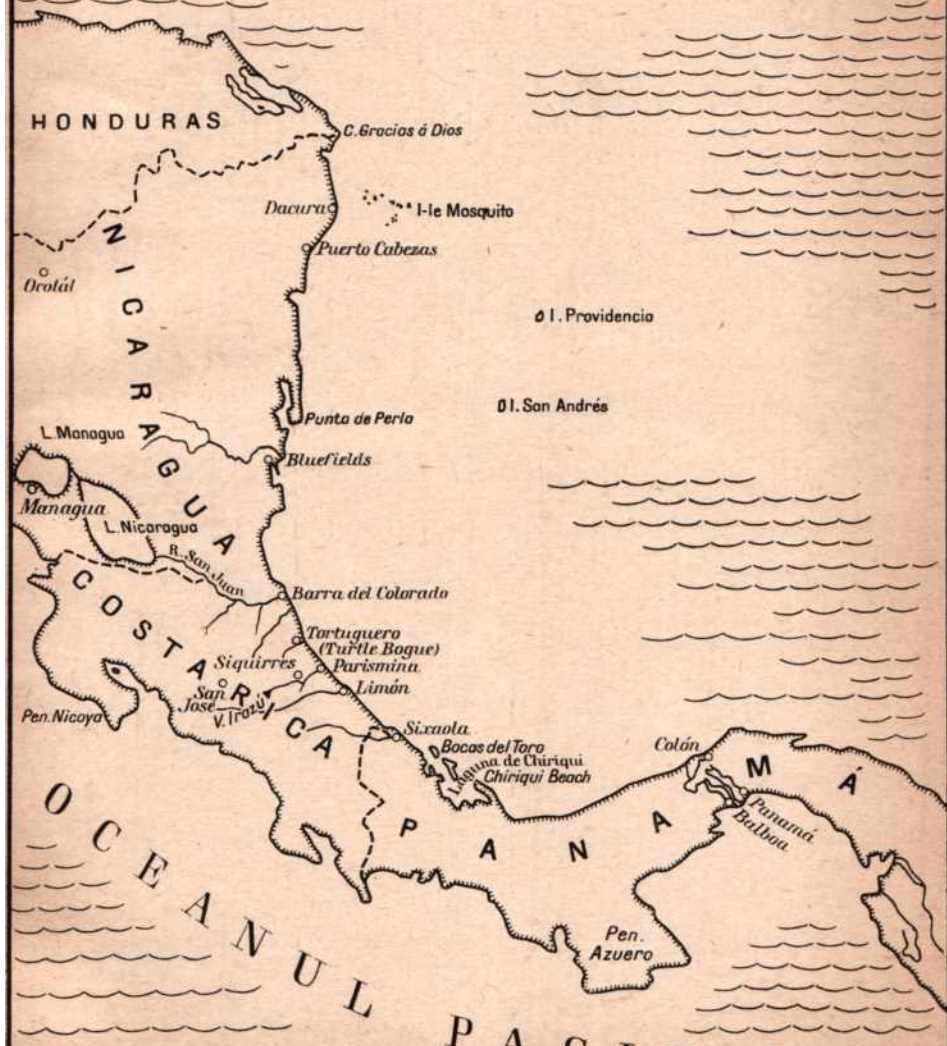 HONDURAS
C. Gracias á Dios
Dacura
I-le Mosquito
Puerto Cabezas
NICARAGUA
Ocotál
I. Providencia
I. San Andrés
Punta de Perla
L. Managua
Bluefields
Managua
L. Nicaragua
R. San Juan
COSTA RICA
Barra del Colorado
Tortuguero
(Turtle Bogue)
Siquirres
Parismina
San
José
Limón
V. Irazú
Pen. Nicoya
Sixaola
Bocas del Toro
Laguna de Chiriqui
Chiriqui Beach
Colón
PANAMÁ
Panamá
Balboa
Pen.
Azuero
OCEANUL